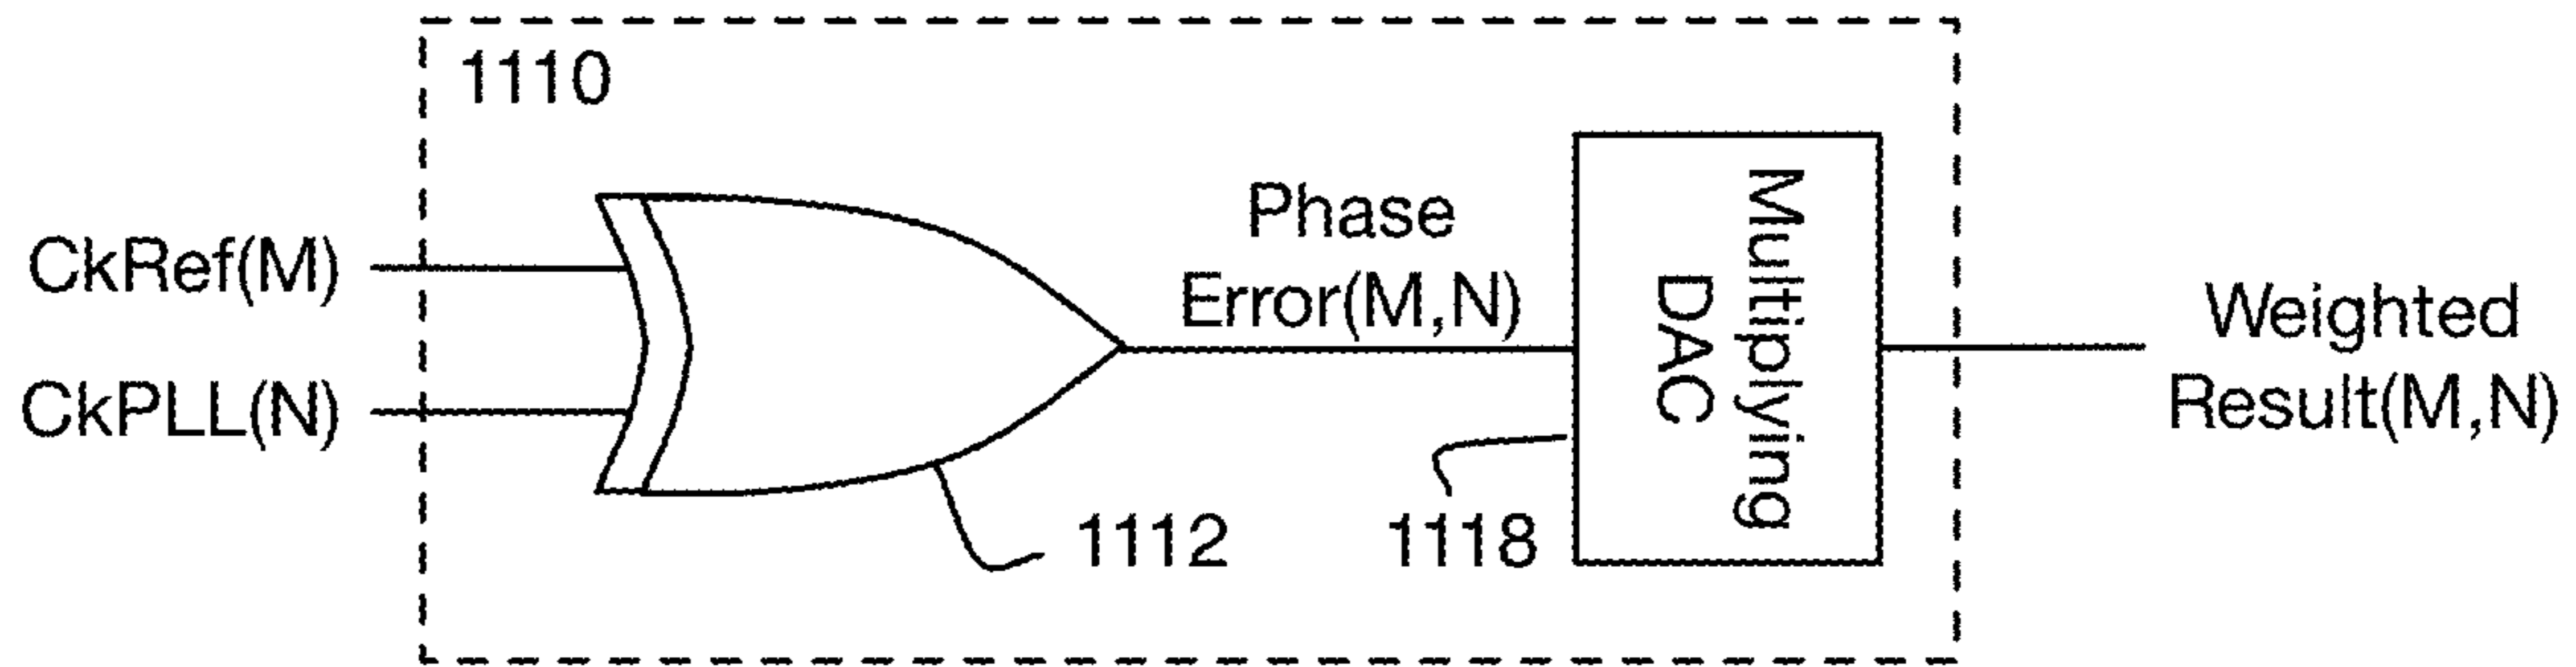 1110
CkRef(M)
CkPLL(N)
Phase
Error(M,N)
1112
1118
Multiplying
DAC
Weighted
Result(M,N)